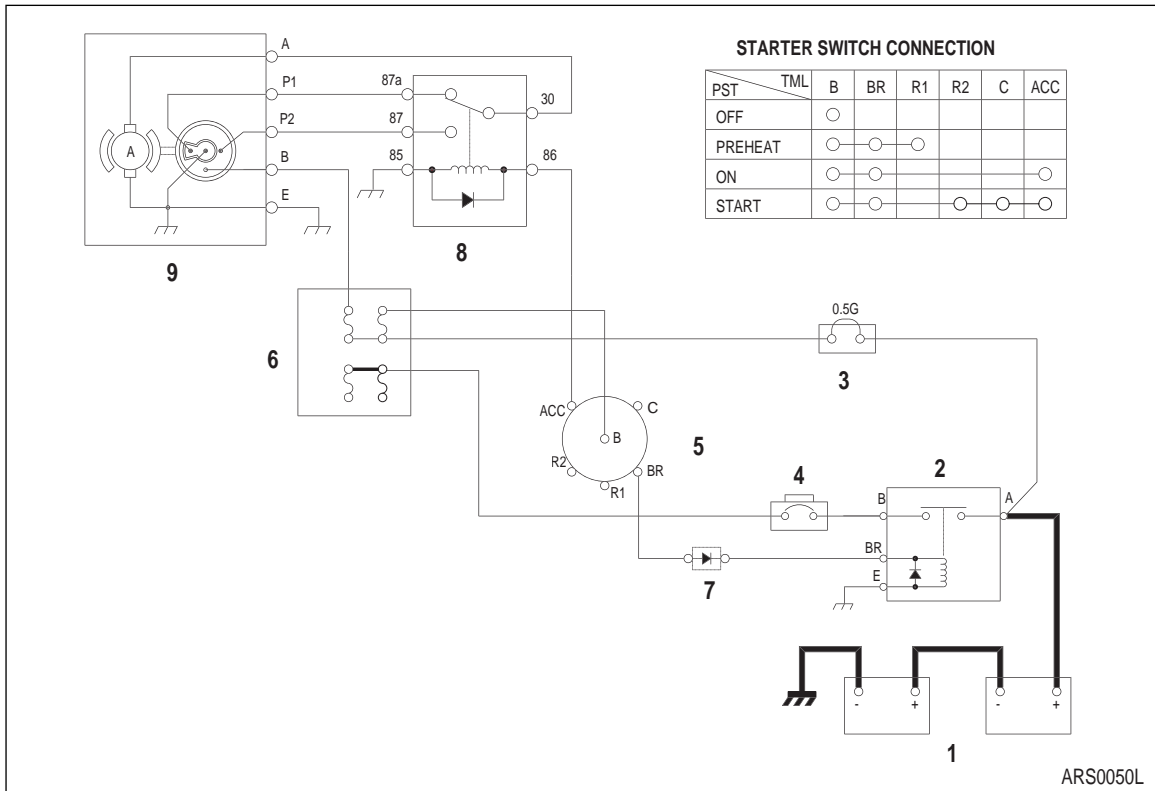 STARTER SWITCH CONNECTION
PST TML B BR R1 R2 C ACC
OFF
PREHEAT
ON
START
A
P1
P2
B
E
A
9
87a
87
85
30
86
8
6
0.5G
3
ACC
C
B
R2
BR
R1
5
4
7
2
B
A
BR
E
- + - +
1
ARS0050L